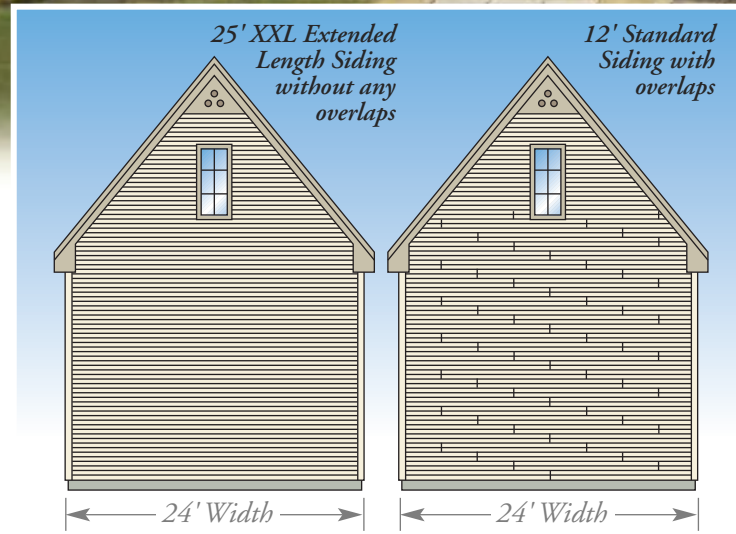 25' XXL Extended
Length Siding
without any
overlaps
12' Standard
Siding with
overlaps
24' Width
24' Width